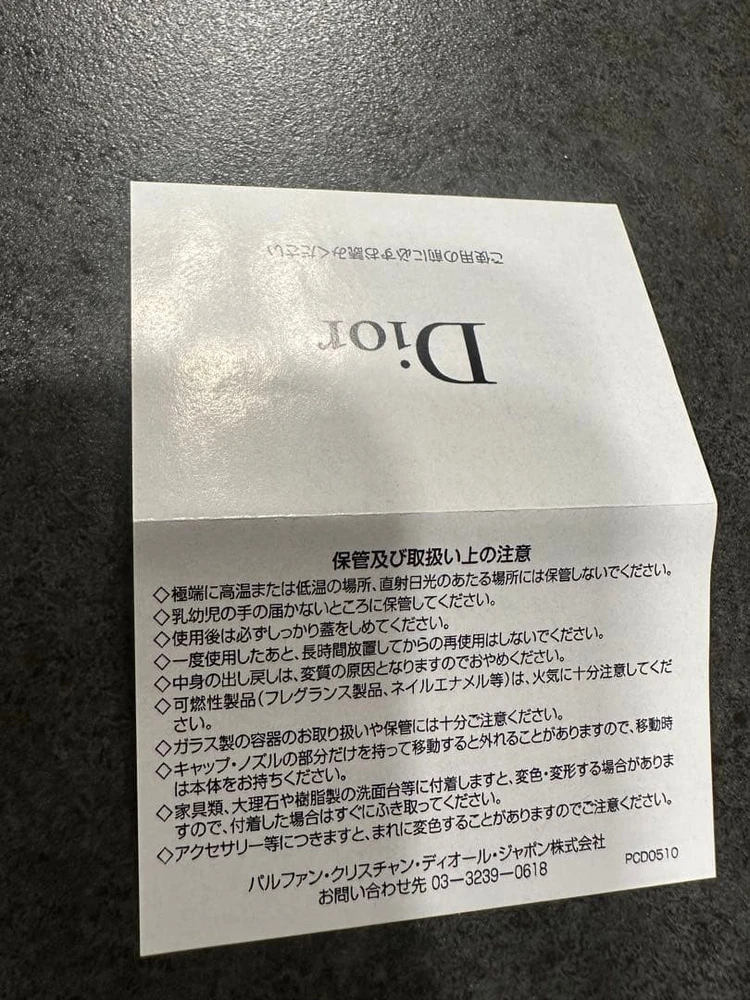 ご使用の前に必ずお読みください
Dior
保管及び取扱い上の注意
◇極端に高温または低温の場所、直射日光のあたる場所には保管しないでください。
◇乳幼児の手の届かないところに保管してください。
◇使用後は必ずしっかり蓋をしめてください。
◇一度使用したあと、長時間放置してからの再使用はしないでください。
◇中身の出し戻しは、変質の原因となりますのでおやめください。
◇可燃性製品(フレグランス製品、ネイルエナメル等)は、火気に十分注意してくだ
さい。
◇ガラス製の容器のお取り扱いや保管には十分ご注意ください。
◇キャップ・ノズルの部分だけを持って移動すると外れることがありますので、移動時
は本体をお持ちください。
◇家具類、大理石や樹脂製の洗面台等に付着しますと、変色・変形する場合がありま
すので、付着した場合はすぐにふき取ってください。
◇アクセサリー等につきますと、まれに変色することがありますのでご注意ください。
パルファン・クリスチャン・ディオール・ジャポン株式会社
お問い合わせ先 03-3239-0618
PCD0510